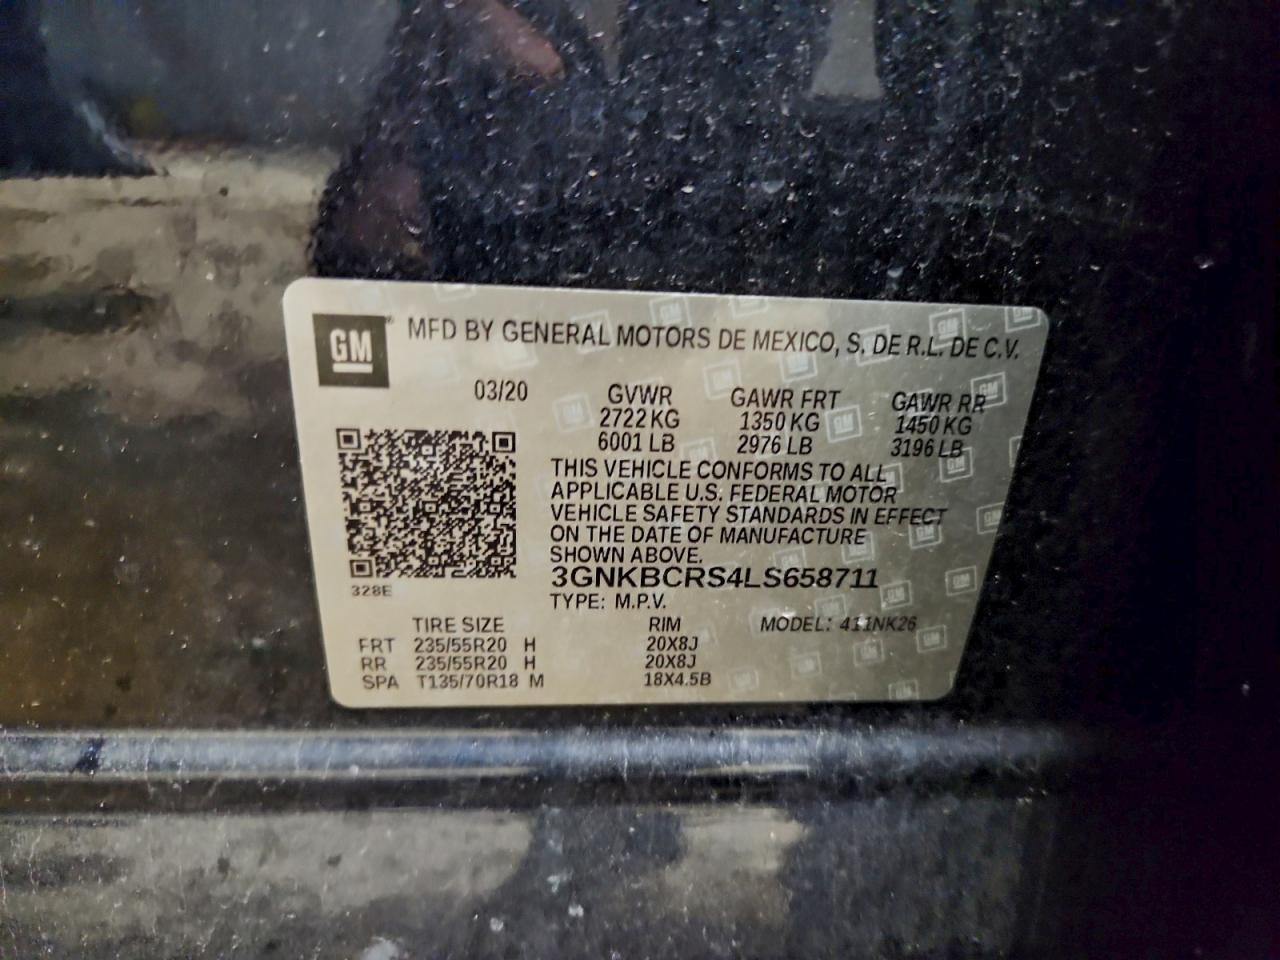 GM MFD BY GENERAL MOTORS DE MEXICO, S. DE R.L. DE C.V.
03/20 GVWR GAWR FRT GAWR RR
2722 KG 1350 KG 1450 KG
6001 LB 2976 LB 3196 LB
THIS VEHICLE CONFORMS TO ALL
APPLICABLE U.S. FEDERAL MOTOR
VEHICLE SAFETY STANDARDS IN EFFECT
ON THE DATE OF MANUFACTURE
SHOWN ABOVE.
3GNKBCRS4LS658711
328E
TYPE: M.P.V.
TIRE SIZE RIM MODEL: 411NK26
FRT 235/55R20 H 20X8J
RR 235/55R20 H 20X8J
SPA T135/70R18 M 18X4.5B